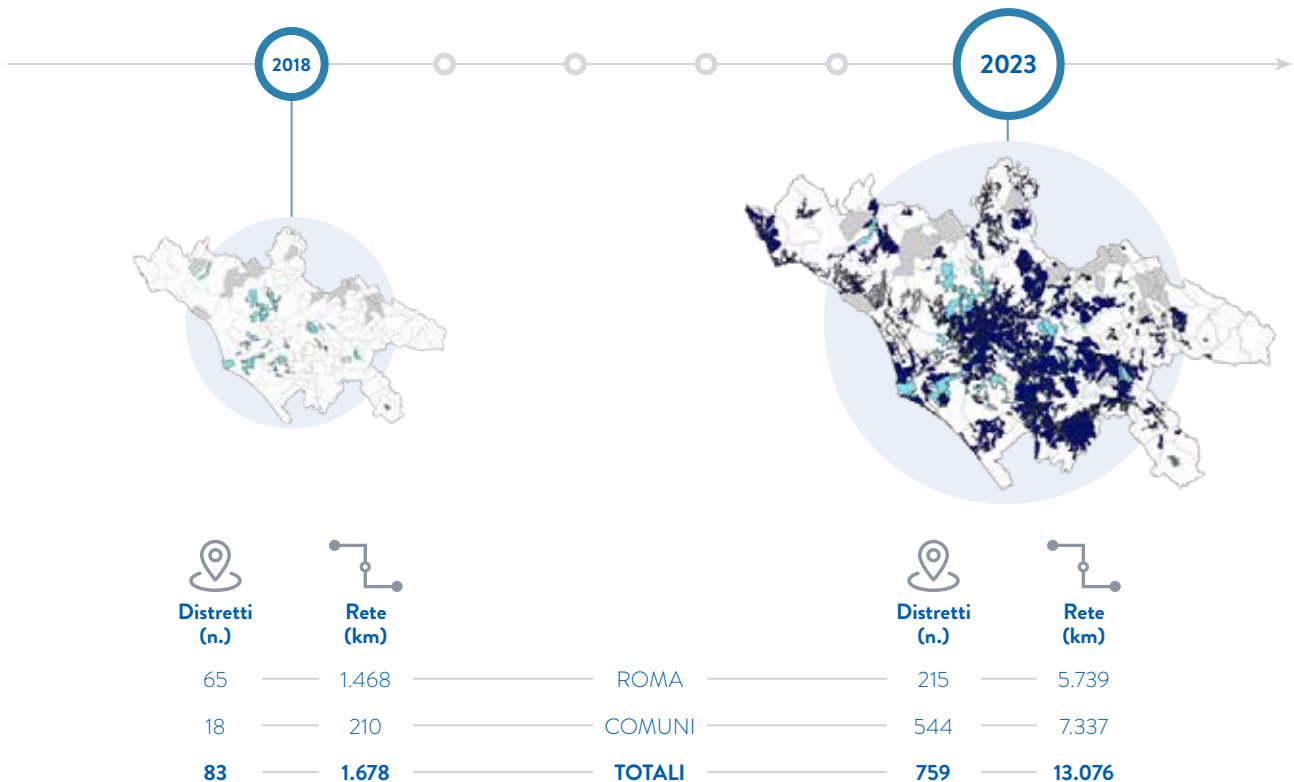 2018
2023
Distretti
(n.)
Rete
(km)
Distretti
(n.)
Rete
(km)
65 1.468 ROMA 215 5.739
18 210 COMUNI 544 7.337
83 1.678 TOTALI 759 13.076